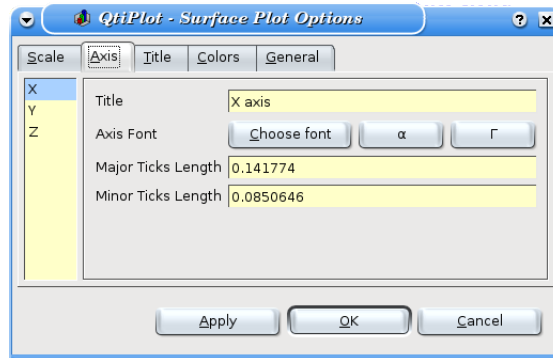 QtiPlot - Surface Plot Options
Scale Axis Title Colors General
X
Y
Z
Title X axis
Axis Font Choose font α Γ
Major Ticks Length 0.141774
Minor Ticks Length 0.0850646
Apply OK Cancel